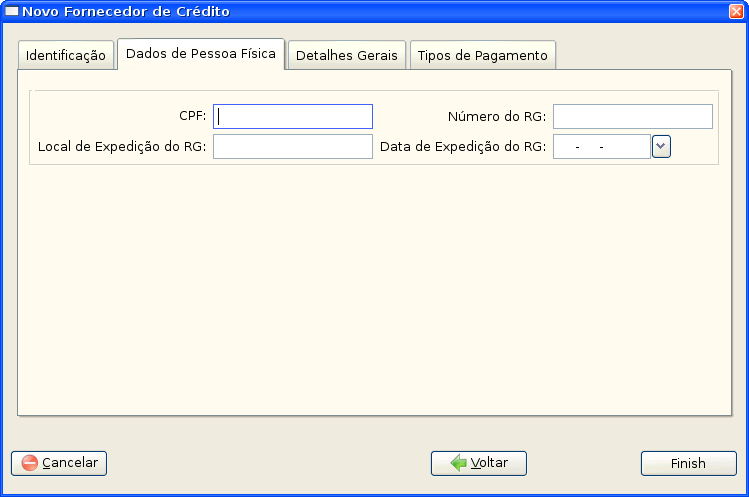 Novo Fornecedor de Crédito
Identificação Dados de Pessoa Física Detalhes Gerais Tipos de Pagamento
CPF: Número do RG:
Local de Expedição do RG: Data de Expedição do RG: - -
Cancelar Voltar Finish